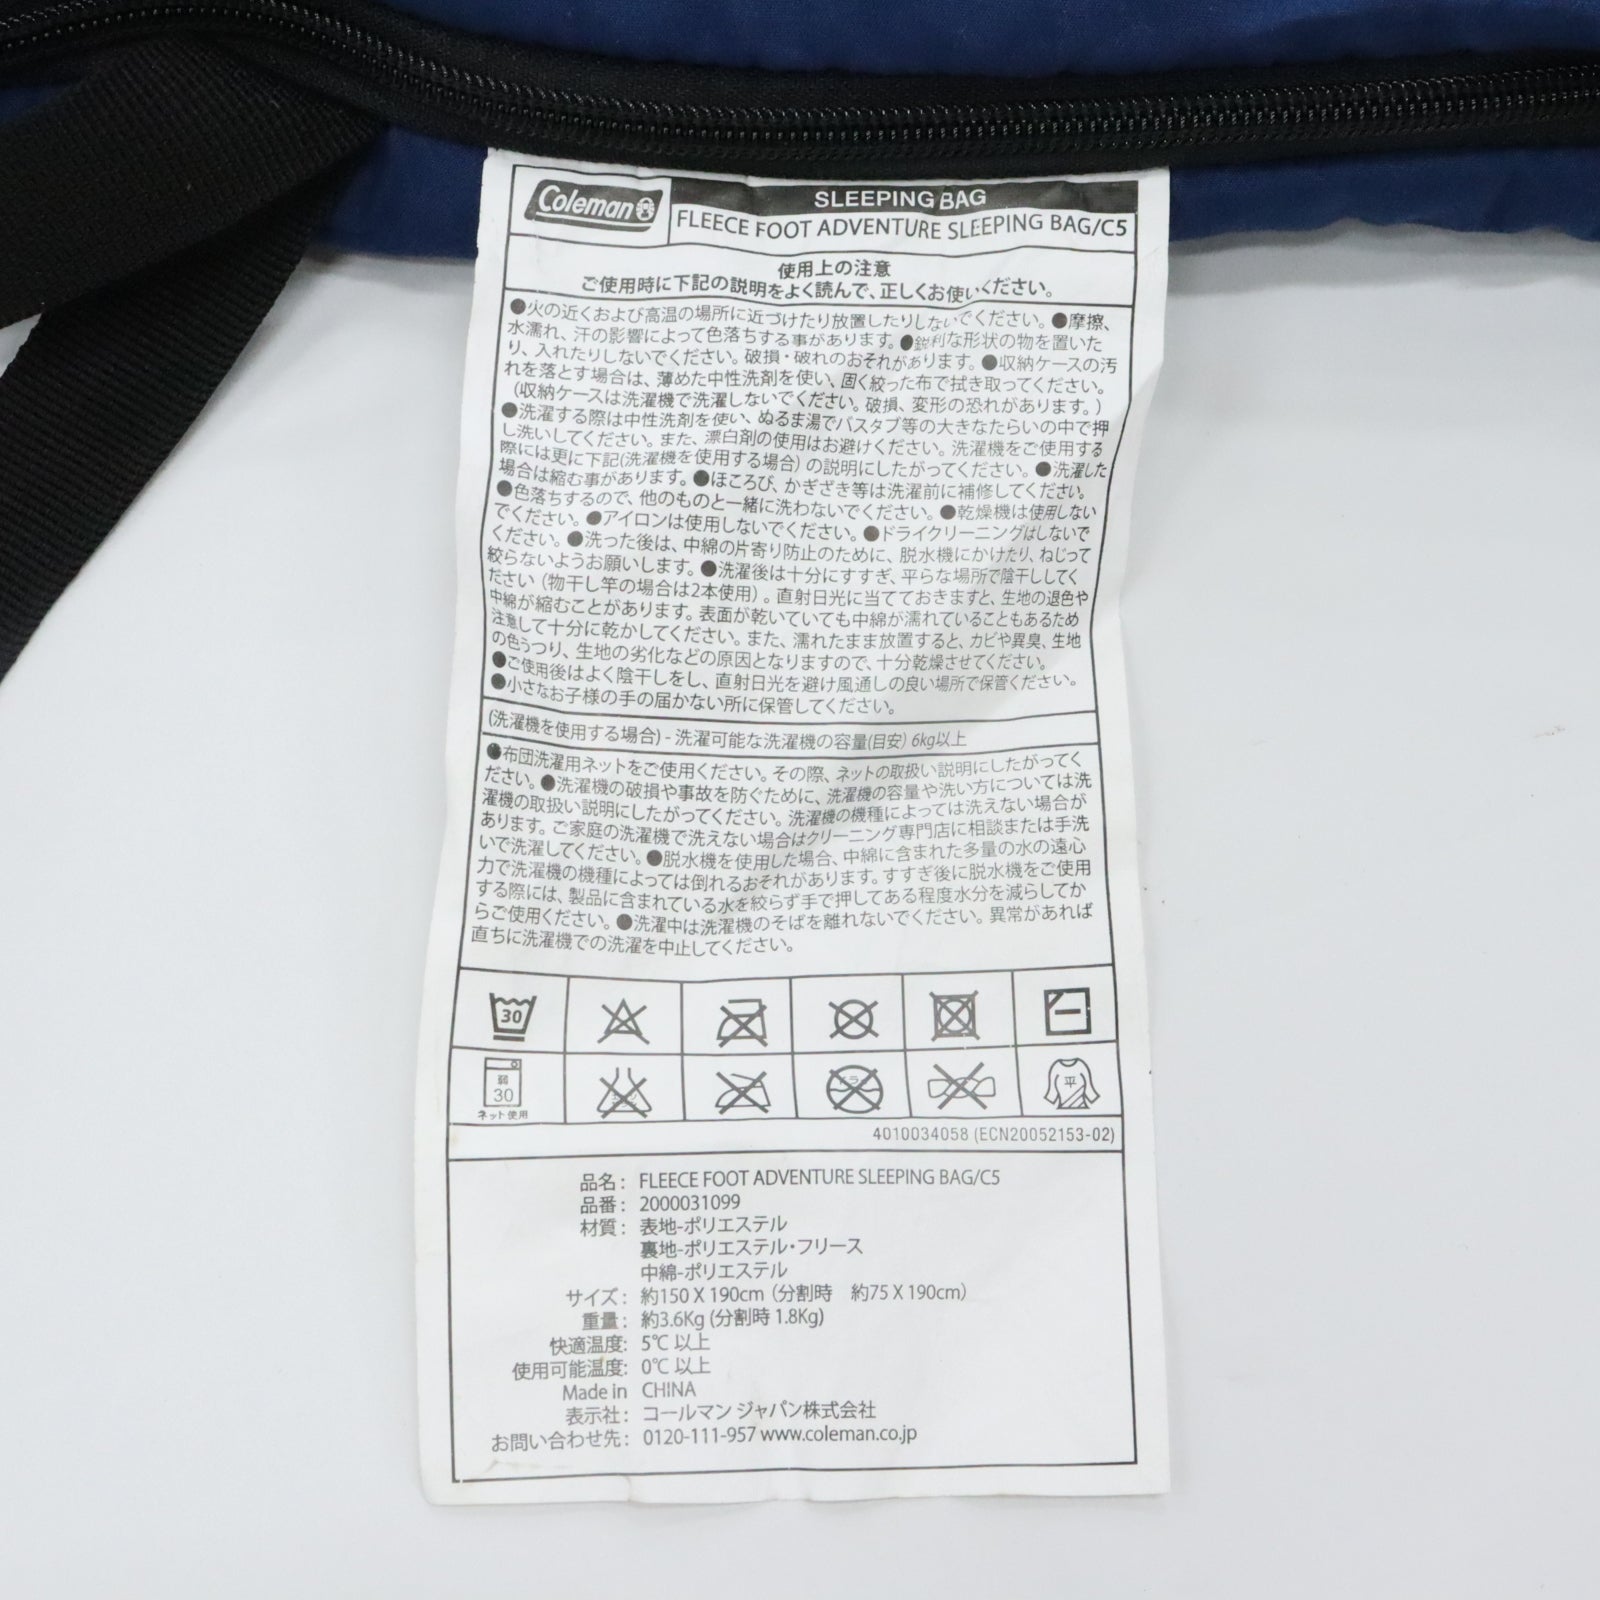 Coleman
SLEEPING BAG
FLEECE FOOT ADVENTURE SLEEPING BAG/C5
使用上の注意
ご使用時に下記の説明をよく読んで、正しくお使いください。
●火の近くおよび高温の場所に近づけたり放置したりしないでください。●摩擦、
水濡れ、汗の影響によって色落ちする事があります。●鋭利な形状の物を置いた
り、入れたりしないでください。破損・破れのおそれがあります。●収納ケースの汚
れを落とす場合は、薄めた中性洗剤を使い、固く絞った布で拭き取ってください。
(収納ケースは洗濯機で洗濯しないでください。破損、変形の恐れがあります。)
●洗濯する際は中性洗剤を使い、ぬるま湯でバスタブ等の大きなたらいの中で押
し洗いしてください。また、漂白剤の使用はお避けください。洗濯機をご使用する
際には更に下記(洗濯機を使用する場合)の説明にしたがってください。●洗濯した
場合は縮む事があります。●ほころび、かぎざき等は洗濯前に補修してください。
●色落ちするので、他のものと一緒に洗わないでください。●乾燥機は使用しない
でください。●アイロンは使用しないでください。●ドライクリーニングはしないで
ください。●洗った後は、中綿の片寄り防止のために、脱水機にかけたり、ねじって
絞らないようお願いします。●洗濯後は十分にすすぎ、平らな場所で陰干ししてく
ださい(物干し竿の場合は2本使用)。直射日光に当てておきますと、生地の退色や
中綿が縮むことがあります。表面が乾いていても中綿が濡れていることもあるため
注意して十分に乾かしてください。また、濡れたまま放置すると、カビや異臭、生地
の色うつり、生地の劣化などの原因となりますので、十分乾燥させてください。
●ご使用後はよく陰干しをし、直射日光を避け風通しの良い場所で保管ください。
●小さなお子様の手の届かない所に保管してください。
(洗濯機を使用する場合) - 洗濯可能な洗濯機の容量(目安) 6kg以上
●布団洗濯用ネットをご使用ください。その際、ネットの取扱い説明にしたがってく
ださい。●洗濯機の破損や事故を防ぐために、洗濯機の容量や洗い方については洗
濯機の取扱い説明にしたがってください。洗濯機の機種によっては洗えない場合が
あります。ご家庭の洗濯機で洗えない場合はクリーニング専門店に相談または手洗
いで洗濯してください。●脱水機を使用した場合、中綿に含まれた多量の水の遠心
力で洗濯機の機種によっては倒れるおそれがあります。すすぎ後に脱水機をご使用
する際には、製品に含まれている水を絞らず手で押してある程度水分を減らしてか
らご使用ください。●洗濯中は洗濯機のそばを離れないでください。異常があれば
直ちに洗濯機での洗濯を中止してください。
30
弱
30
ネット使用
平
4010034058 (ECN20052153-02)
品名: FLEECE FOOT ADVENTURE SLEEPING BAG/C5
品番: 2000031099
材質: 表地-ポリエステル
裏地-ポリエステル・フリース
中綿-ポリエステル
サイズ: 約150 X 190cm (分割時 約75 X 190cm)
重量: 約3.6Kg (分割時 1.8Kg)
快適温度: 5℃ 以上
使用可能温度: 0℃ 以上
Made in CHINA
表示社: コールマン ジャパン株式会社
お問い合わせ先: 0120-111-957 www.coleman.co.jp